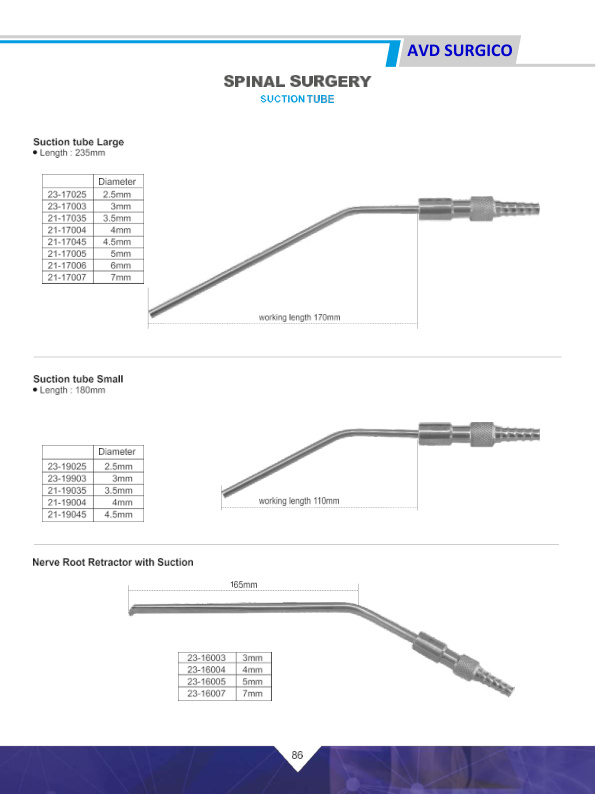 AVD SURGICO
SPINAL SURGERY
SUCTION TUBE
Suction tube Large
• Length : 235mm
Diameter
23-17025 2.5mm
23-17003 3mm
21-17035 3.5mm
21-17004 4mm
21-17045 4.5mm
21-17005 5mm
21-17006 6mm
21-17007 7mm
working length 170mm
Suction tube Small
• Length : 180mm
Diameter
23-19025 2.5mm
23-19903 3mm
21-19035 3.5mm
21-19004 4mm
21-19045 4.5mm
working length 110mm
Nerve Root Retractor with Suction
165mm
23-16003 3mm
23-16004 4mm
23-16005 5mm
23-16007 7mm
86